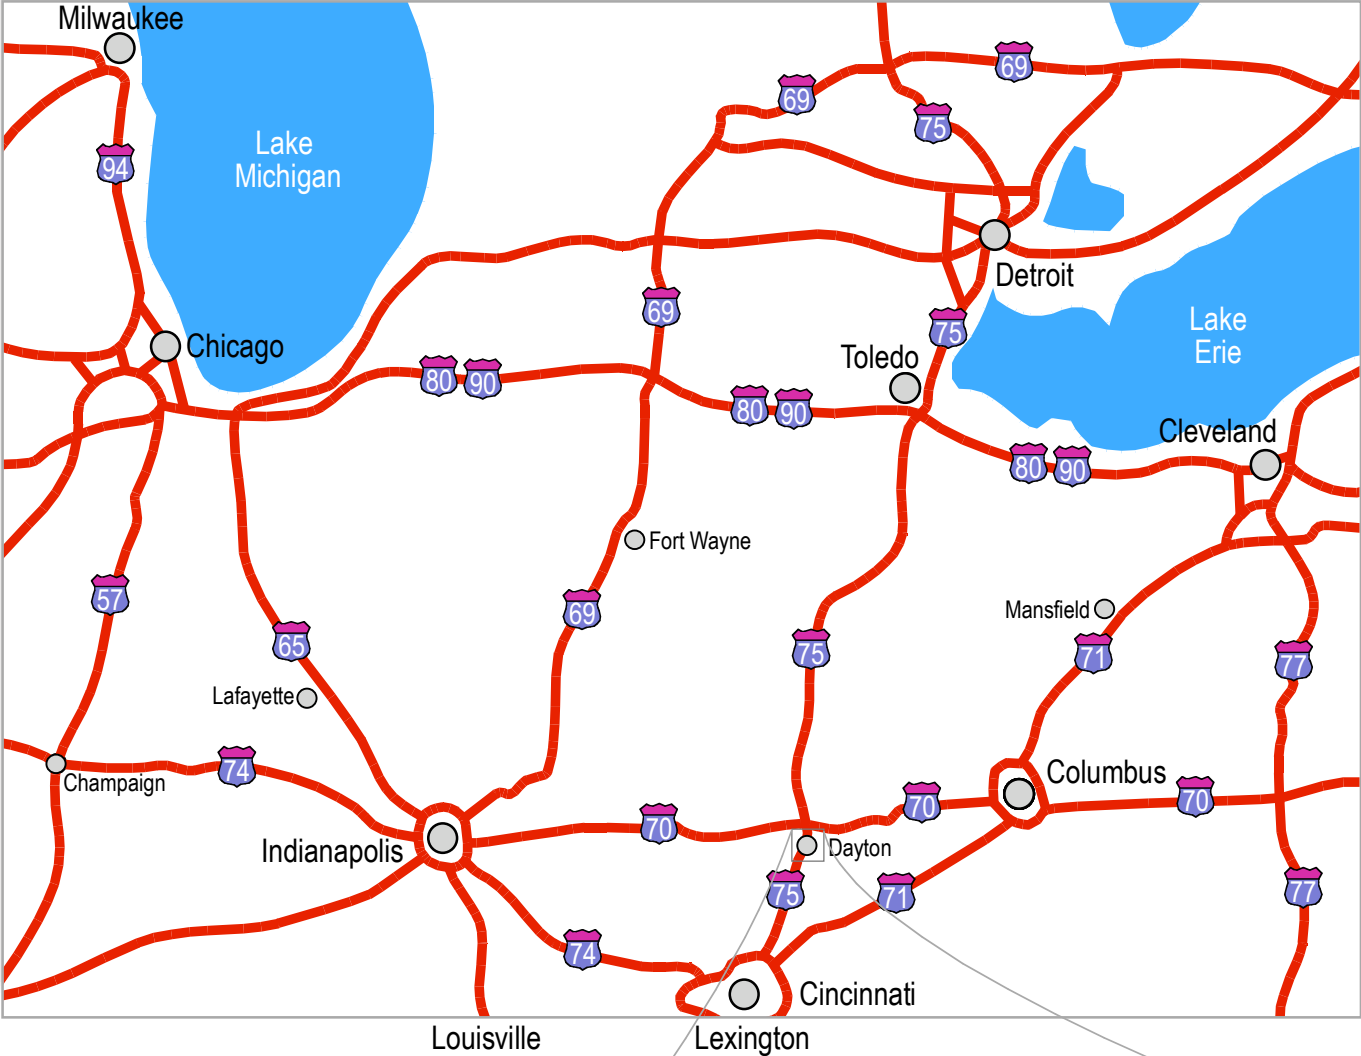 Milwaukee
69
69
75
Lake
Michigan
94
Detroit
69
75
Lake
Erie
Chicago
Toledo
80
90
80
90
Cleveland
80
90
Fort Wayne
57
69
Mansfield
65
75
71
77
Lafayette
74
Champaign
Columbus
70
70
70
Indianapolis
Dayton
75
71
77
74
Cincinnati
Louisville
Lexington